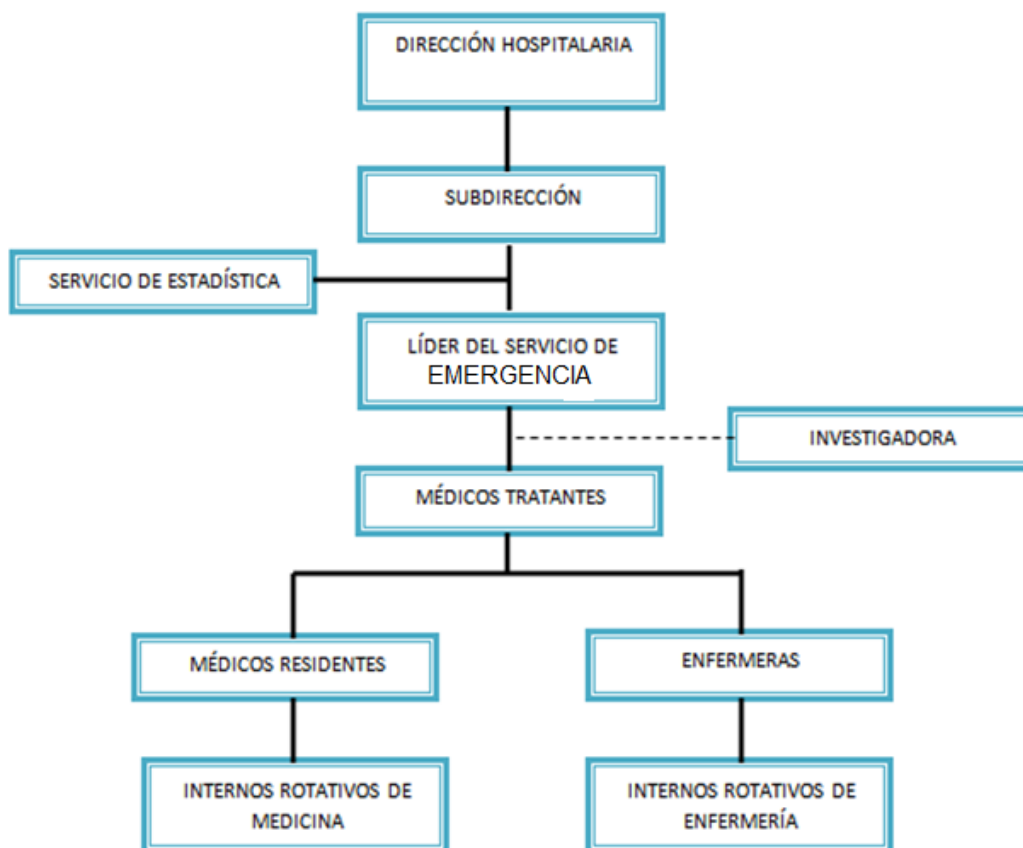 DIRECCIÓN HOSPITALARIA
SUBDIRECCIÓN
SERVICIO DE ESTADÍSTICA
LÍDER DEL SERVICIO DE
EMERGENCIA
INVESTIGADORA
MÉDICOS TRATANTES
MÉDICOS RESIDENTES
ENFERMERAS
INTERNOS ROTATIVOS DE
MEDICINA
INTERNOS ROTATIVOS DE
ENFERMERÍA